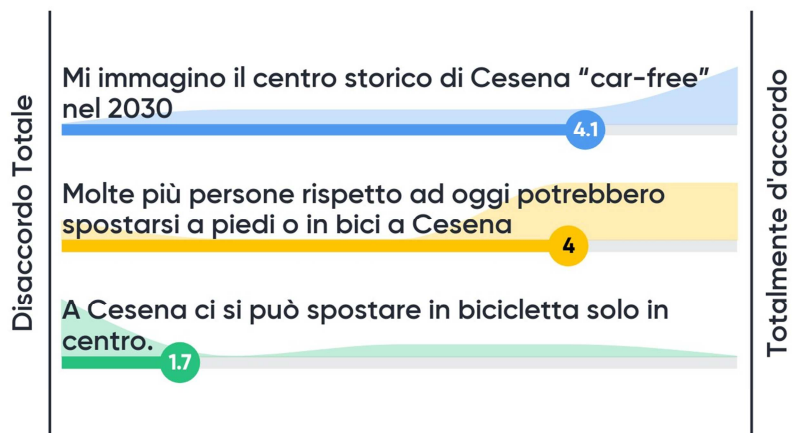 Disaccordo Totale
Mi immagino il centro storico di Cesena “car-free”
nel 2030
4.1
Molte più persone rispetto ad oggi potrebbero
spostarsi a piedi o in bici a Cesena
4
A Cesena ci si può spostare in bicicletta solo in
centro.
1.7
Totalmente d'accordo